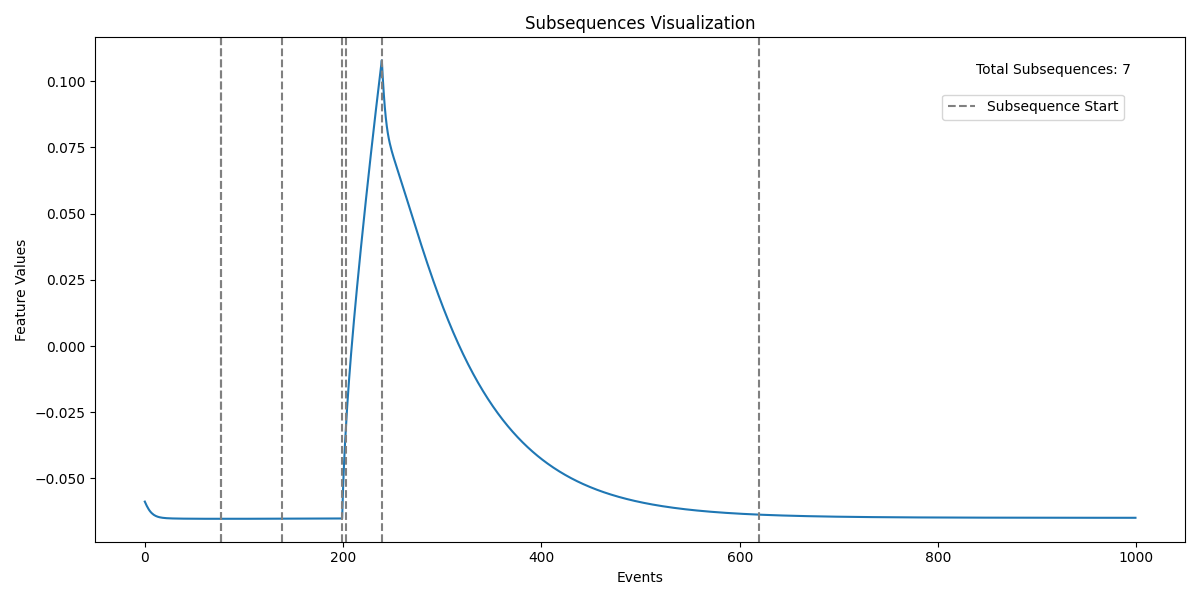 Subsequences Visualization
Total Subsequences: 7
Subsequence Start
Feature Values
0.100
0.075
0.050
0.025
0.000
−0.025
−0.050
0 200 400 600 800 1000
Events